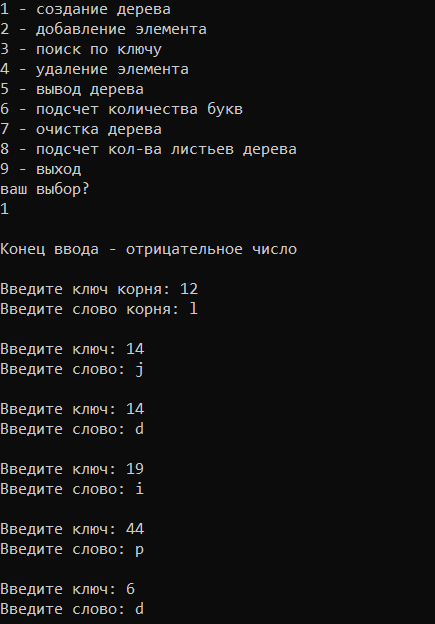 1 - создание дерева
2 - добавление элемента
3 - поиск по ключу
4 - удаление элемента
5 - вывод дерева
6 - подсчет количества букв
7 - очистка дерева
8 - подсчет кол-ва листьев дерева
9 - выход
ваш выбор?
1
Конец ввода - отрицательное число
Введите ключ корня: 12
Введите слово корня: l
Введите ключ: 14
Введите слово: j
Введите ключ: 14
Введите слово: d
Введите ключ: 19
Введите слово: i
Введите ключ: 44
Введите слово: p
Введите ключ: 6
Введите слово: d